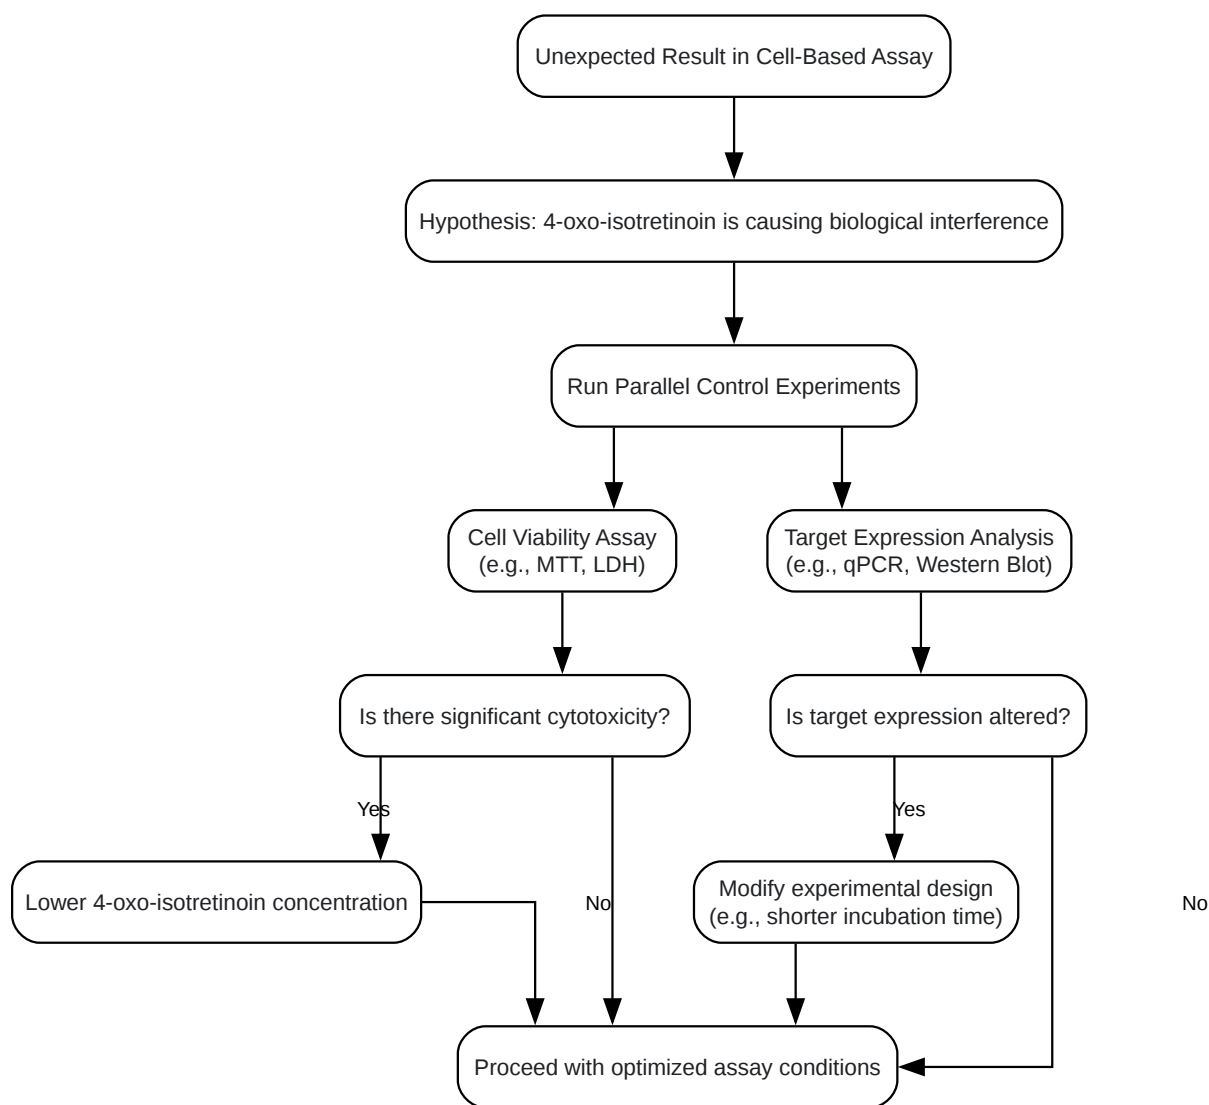 Unexpected Result in Cell-Based Assay
Hypothesis: 4-oxo-isotretinoin is causing biological interference
Run Parallel Control Experiments
Cell Viability Assay
(e.g., MTT, LDH)
Target Expression Analysis
(e.g., qPCR, Western Blot)
Is there significant cytotoxicity?
Is target expression altered?
Yes
Yes
Lower 4-oxo-isotretinoin concentration
No
Modify experimental design
(e.g., shorter incubation time)
No
Proceed with optimized assay conditions